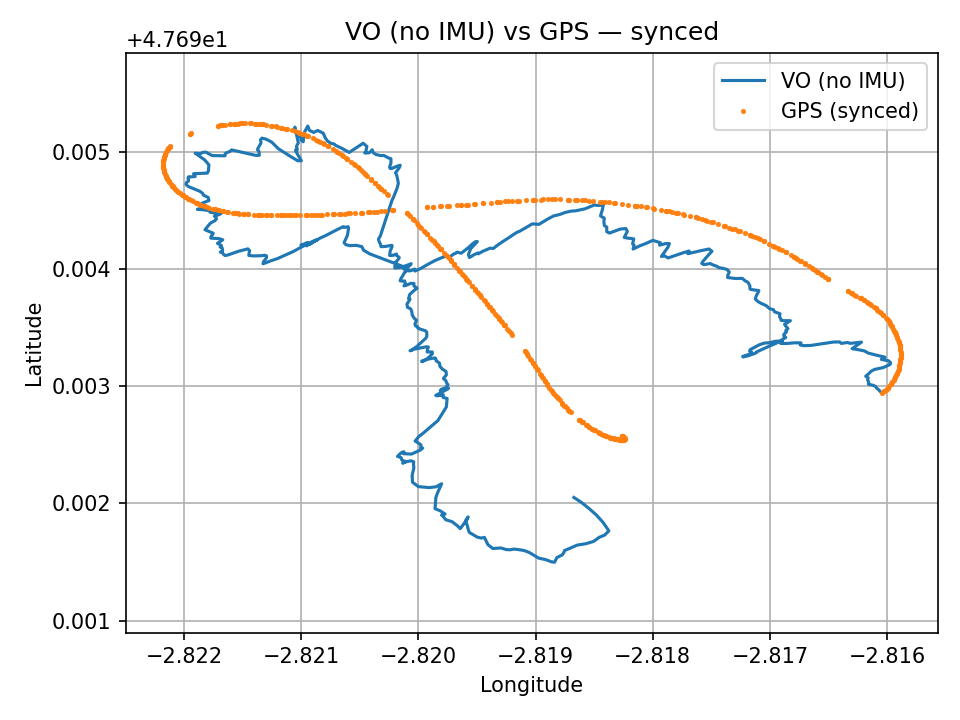 VO (no IMU) vs GPS — synced
+4.769e1
VO (no IMU)
GPS (synced)
0.005
0.004
0.003
0.002
0.001
Latitude
−2.822 −2.821 −2.820 −2.819 −2.818 −2.817 −2.816
Longitude